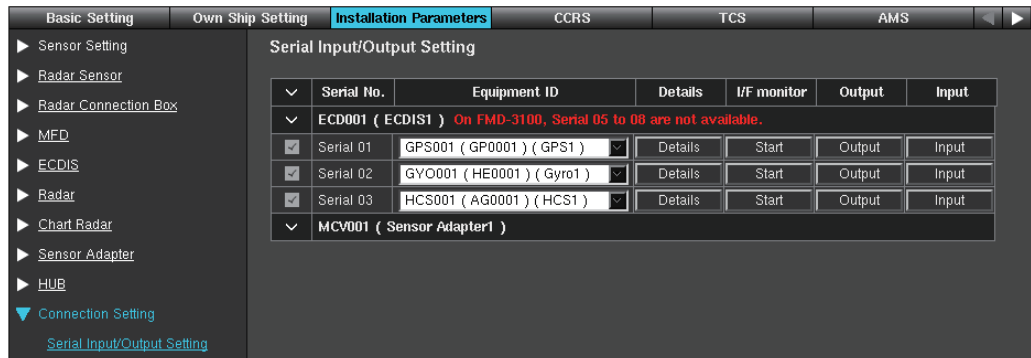 Basic Setting Own Ship Setting Installation Parameters CCRS TCS AMS
Sensor Setting
Radar Sensor
Radar Connection Box
MFD
ECDIS
Radar
Chart Radar
Sensor Adapter
HUB
Connection Setting
Serial Input/Output Setting
Serial Input/Output Setting
Serial No. Equipment ID Details I/F monitor Output Input
ECD001 ( ECDIS1 ) On FMD-3100, Serial 05 to 08 are not available.
Serial 01 GPS001 ( GP0001 ) ( GPS1 ) Details Start Output Input
Serial 02 GYO001 ( HE0001 ) ( Gyro1 ) Details Start Output Input
Serial 03 HCS001 ( AG0001 ) ( HCS1 ) Details Start Output Input
MCV001 ( Sensor Adapter1 )